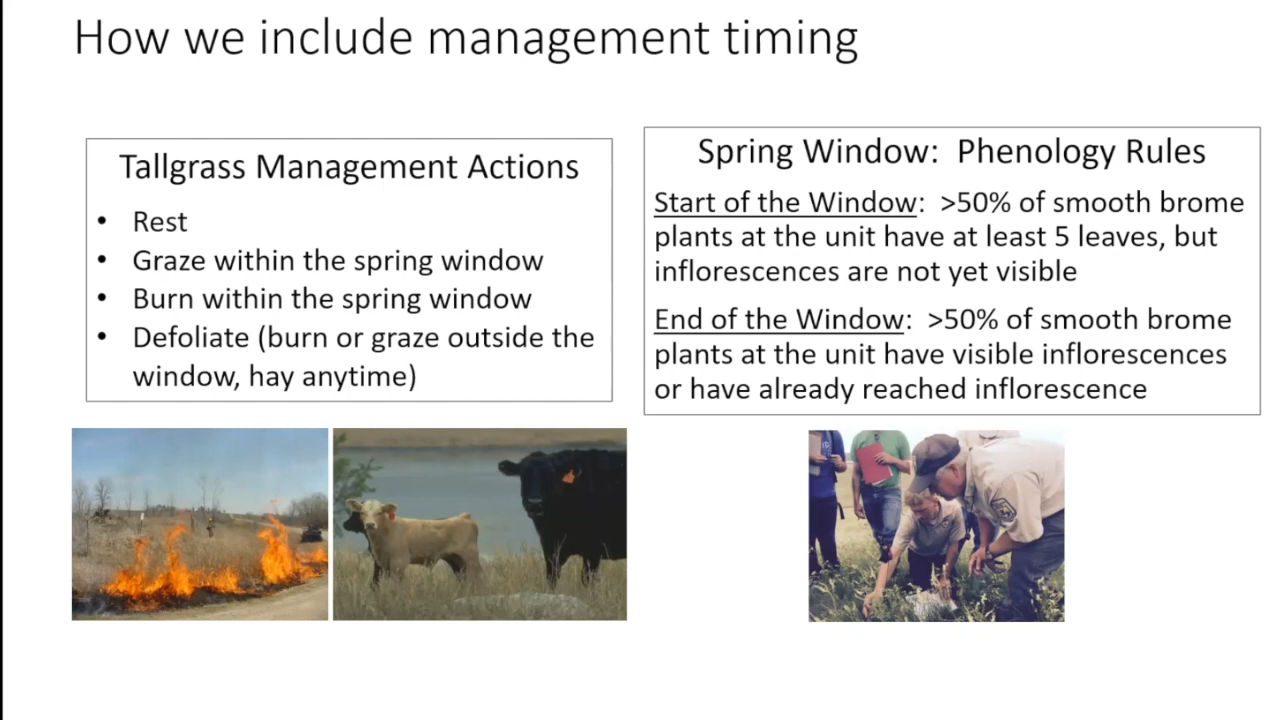 How we include management timing
Tallgrass Management Actions
• Rest
• Graze within the spring window
• Burn within the spring window
• Defoliate (burn or graze outside the
window, hay anytime)
Spring Window:  Phenology Rules
Start of the Window:  >50% of smooth brome
plants at the unit have at least 5 leaves, but
inflorescences are not yet visible
End of the Window:  >50% of smooth brome
plants at the unit have visible inflorescences
or have already reached inflorescence